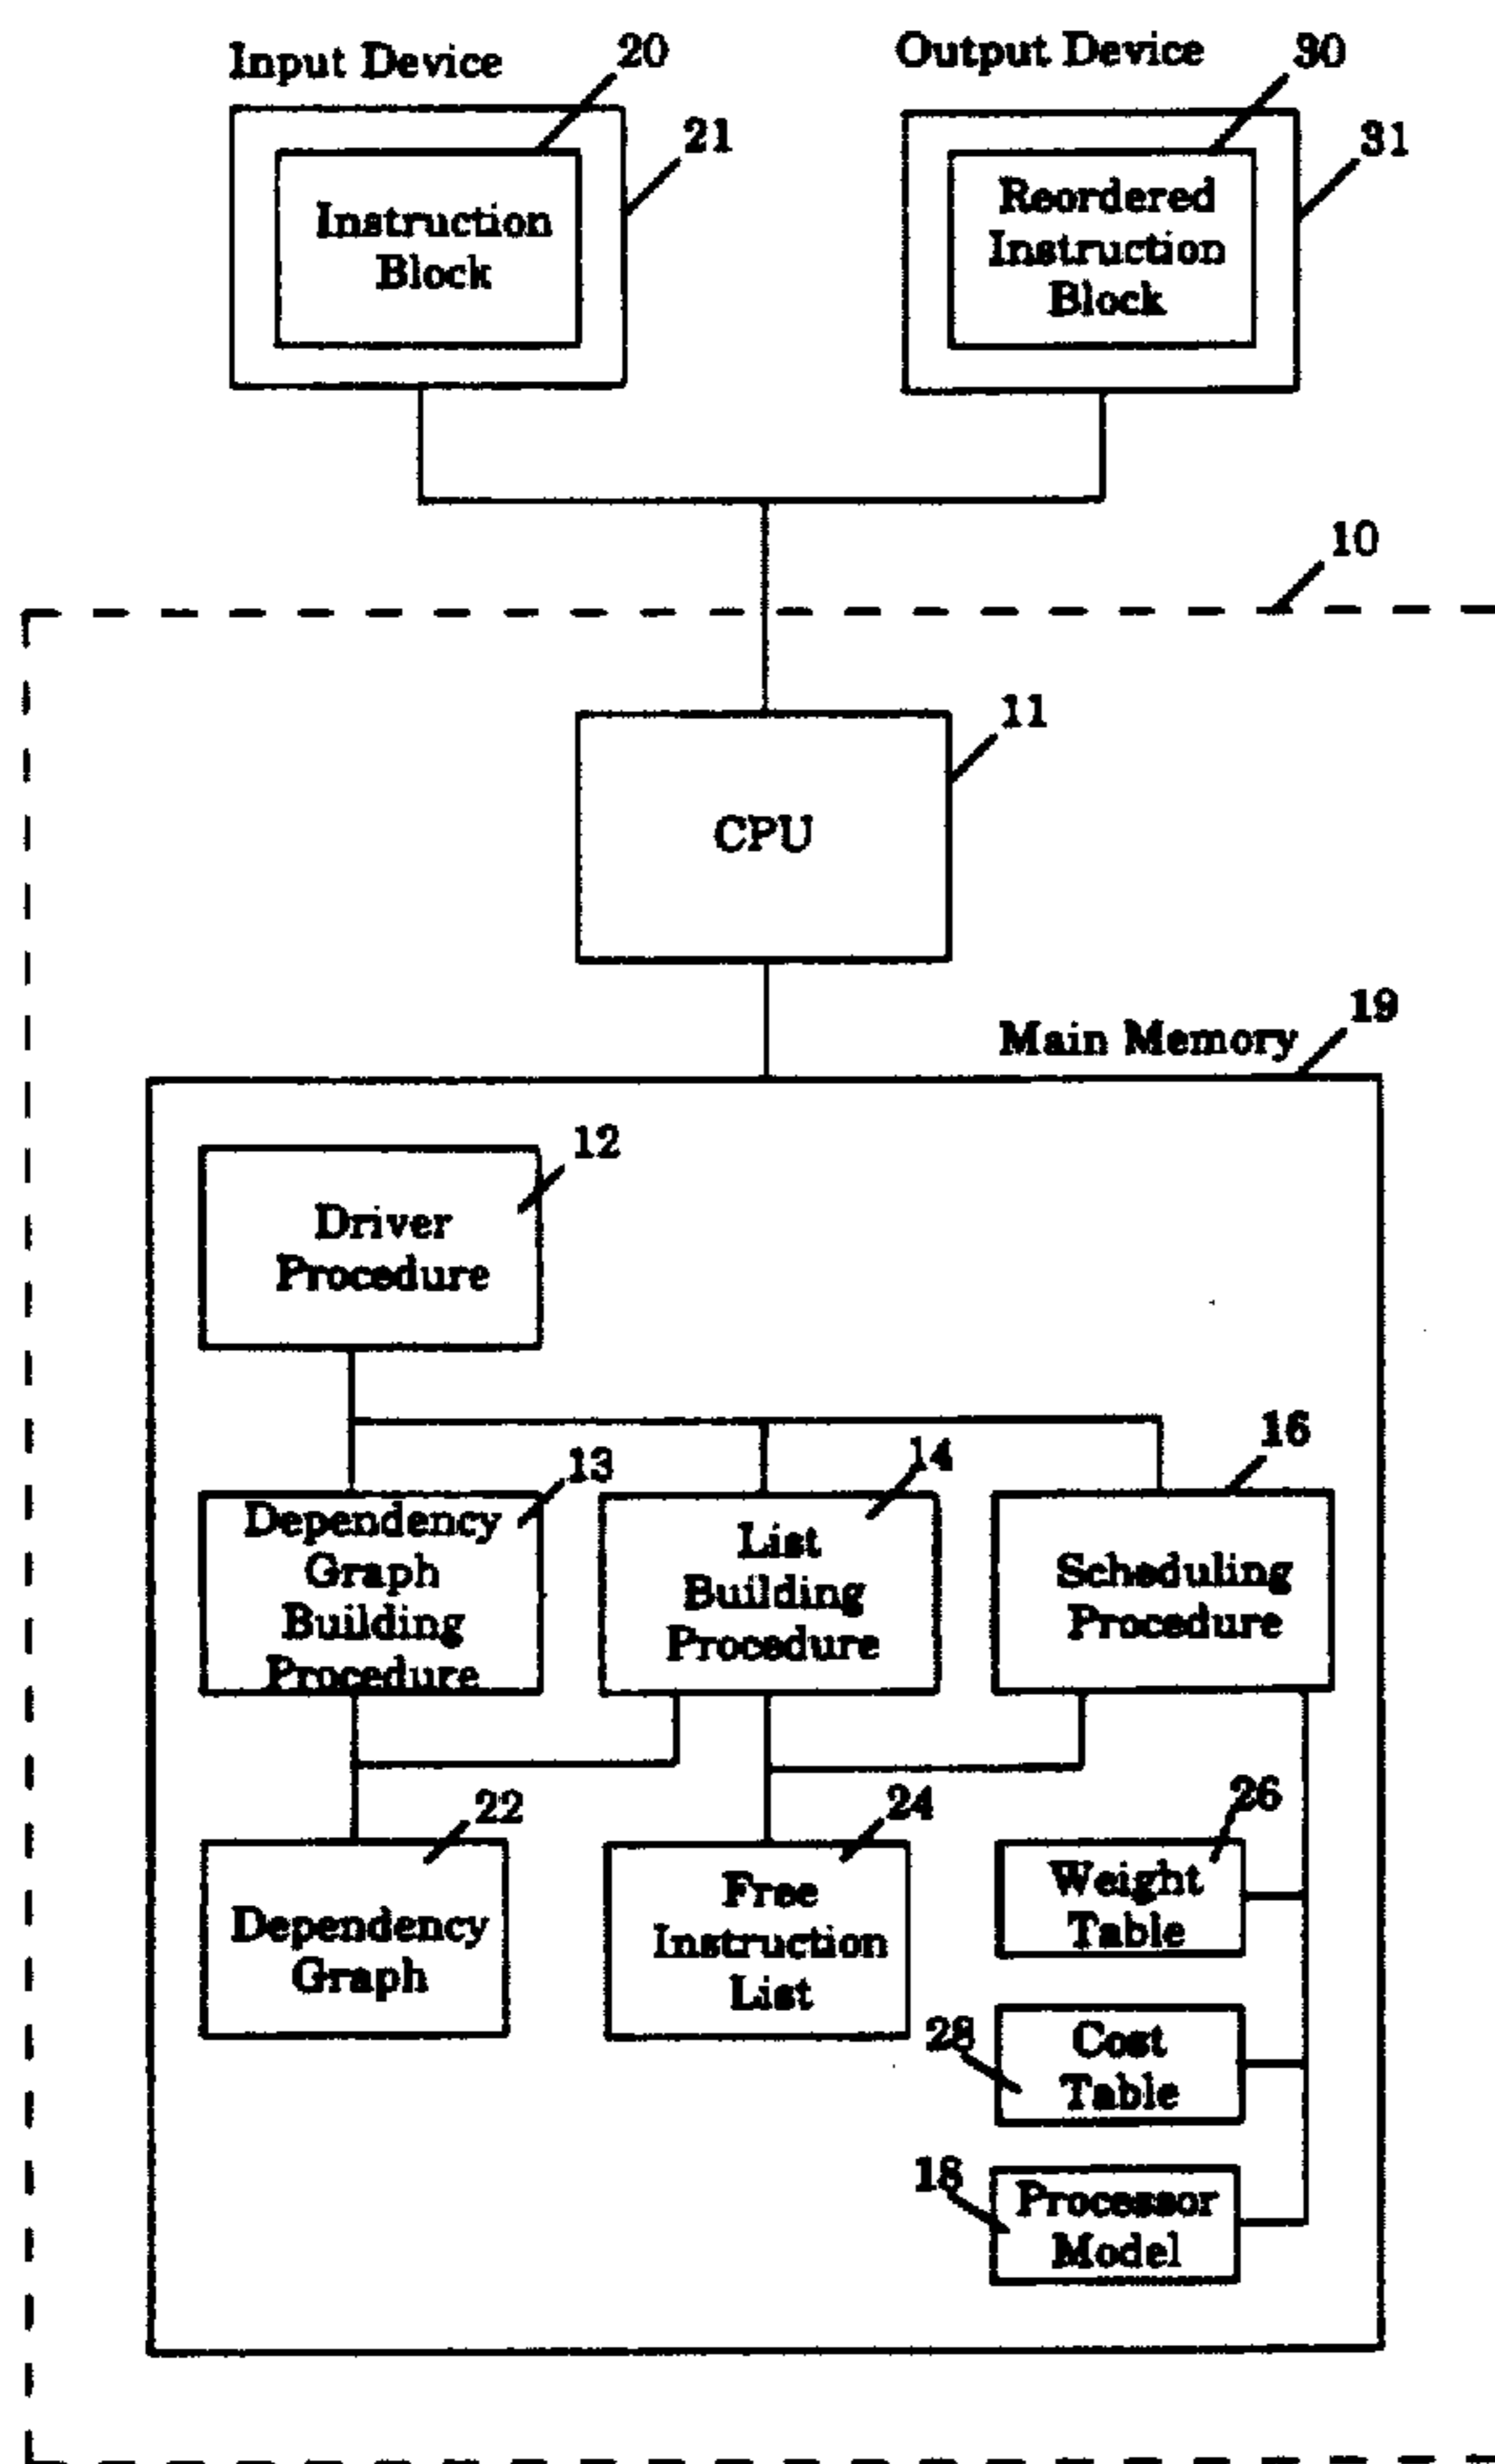 Input Device
20
21
Instruction
Block
Output Device
30
31
Reordered
Instruction
Block
10
11
CPU
Main Memory
19
12
Driver
Procedure
13
Dependency
Graph
Building
Procedure
14
List
Building
Procedure
16
Scheduling
Procedure
22
Dependency
Graph
24
Free
Instruction
List
26
Weight
Table
28
Cost
Table
18
Processor
Model